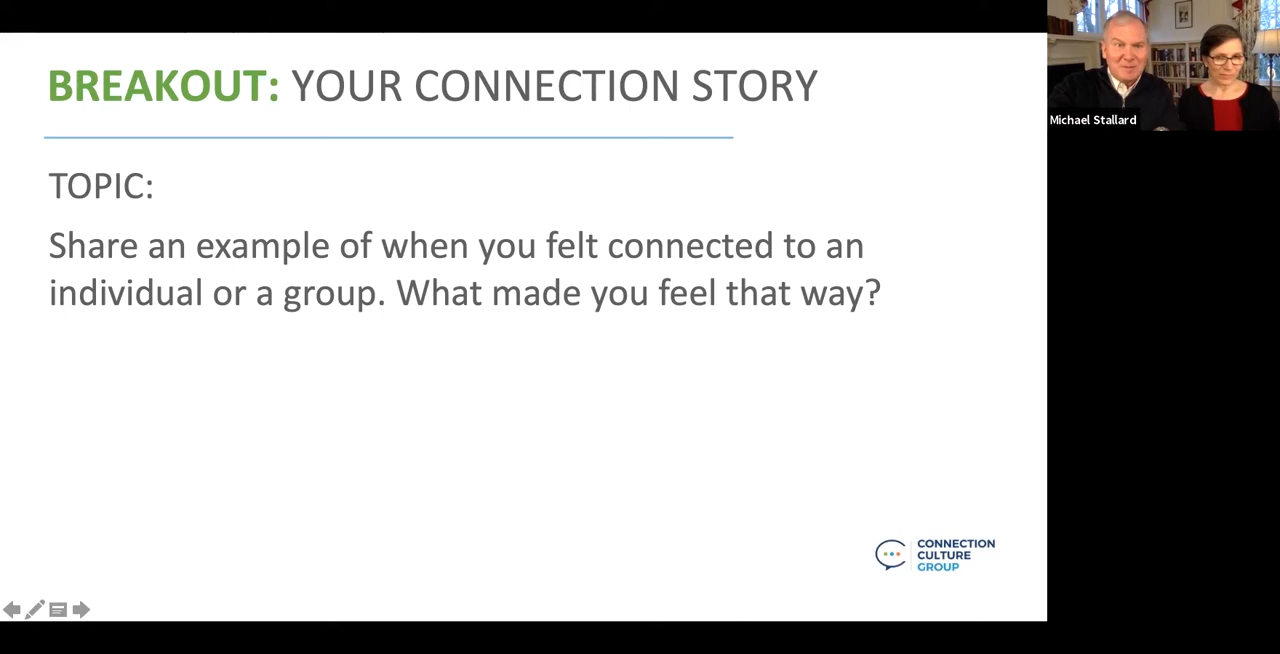 BREAKOUT: YOUR CONNECTION STORY
TOPIC:
Share an example of when you felt connected to an
individual or a group. What made you feel that way?
CONNECTION
CULTURE
GROUP
Michael Stallard